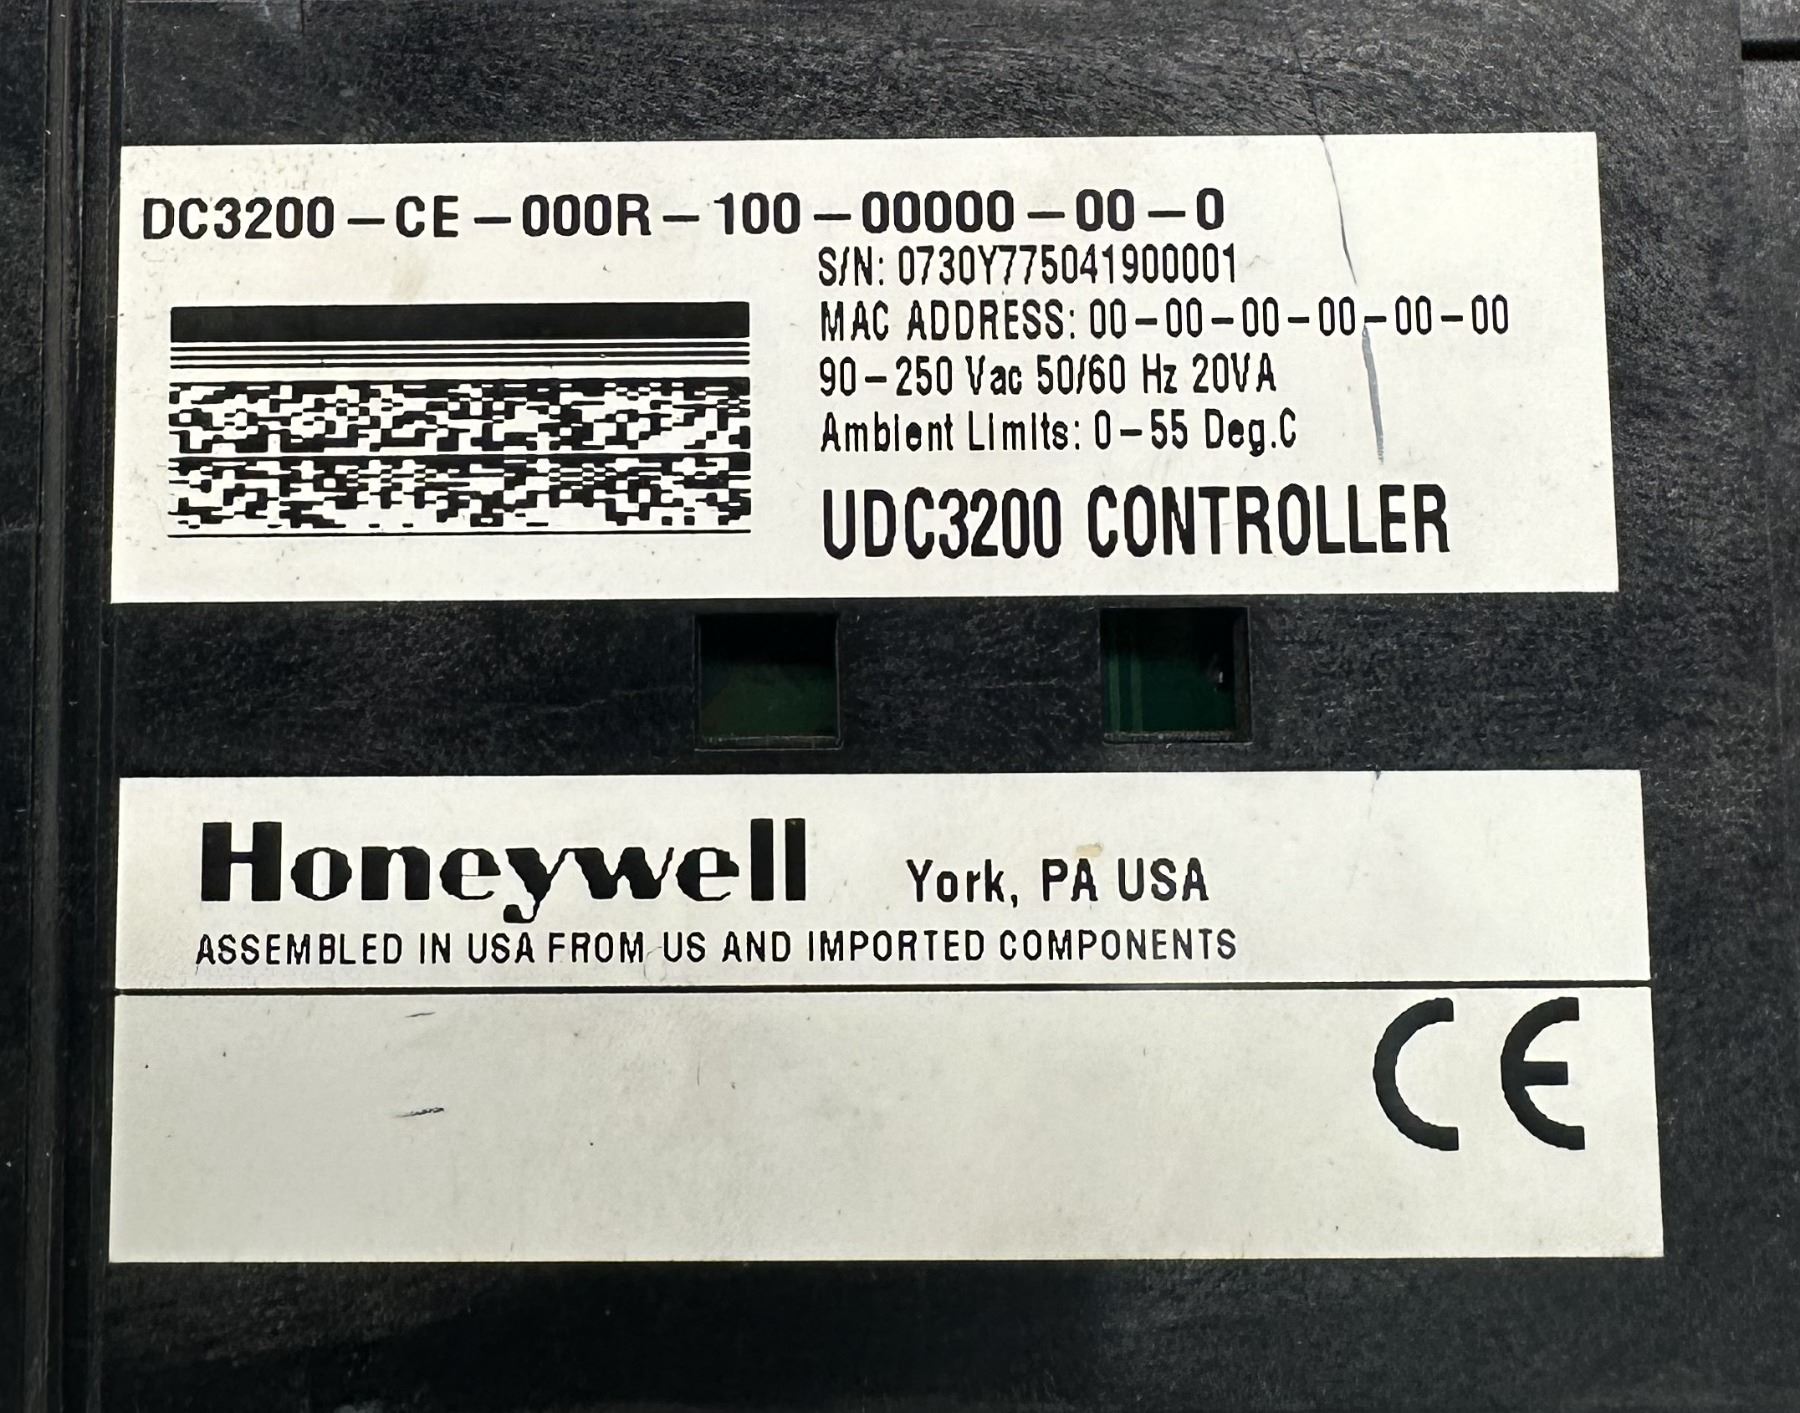 DC3200-CE-000R-100-00000-00-0
S/N: 0730Y775041900001
MAC ADDRESS: 00-00-00-00-00-00
90-250 Vac 50/60 Hz 20VA
Ambient Limits: 0-55 Deg.C
UDC3200 CONTROLLER
Honeywell York, PA USA
ASSEMBLED IN USA FROM US AND IMPORTED COMPONENTS
CE